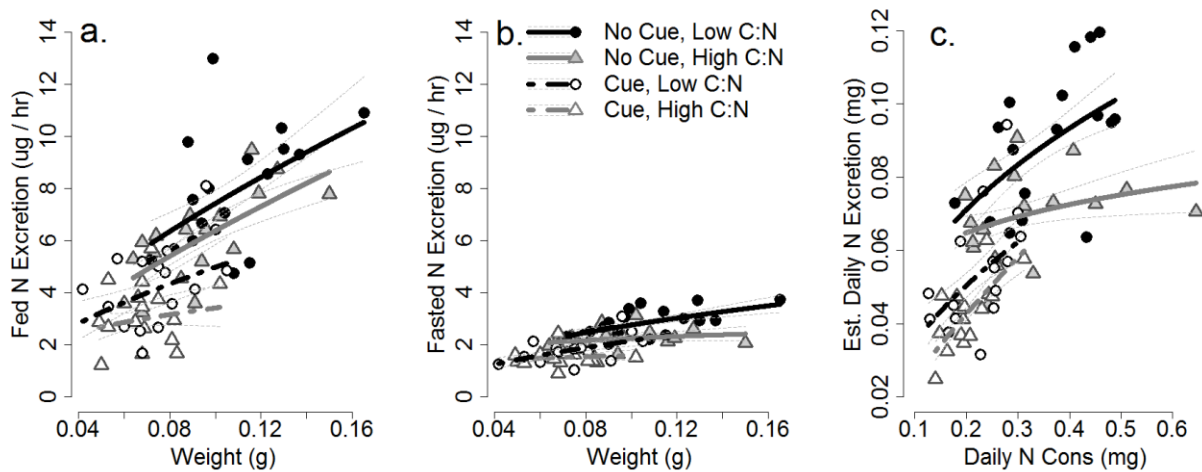 a.
Fed N Excretion (ug / hr)
0 2 4 6 8 10 12 14
0.04 0.08 0.12 0.16
Weight (g)
b.
No Cue, Low C:N
No Cue, High C:N
Cue, Low C:N
Cue, High C:N
Fasted N Excretion (ug / hr)
0 2 4 6 8 10 12 14
0.04 0.08 0.12 0.16
Weight (g)
c.
Est. Daily N Excretion (mg)
0.02 0.04 0.06 0.08 0.10 0.12
0.1 0.2 0.3 0.4 0.5 0.6
Daily N Cons (mg)